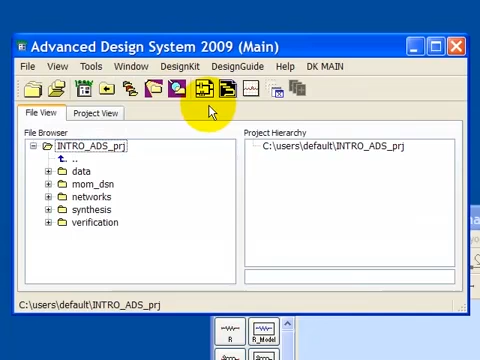 Advanced Design System 2009 (Main)
File View Tools Window DesignKit DesignGuide Help DK MAIN
File View Project View
File Browser
Project Hierarchy
INTRO_ADS_prj
C:\users\default\INTRO_ADS_prj
..
data
mom_dsn
networks
synthesis
verification
C:\users\default\INTRO_ADS_prj
R R_Model